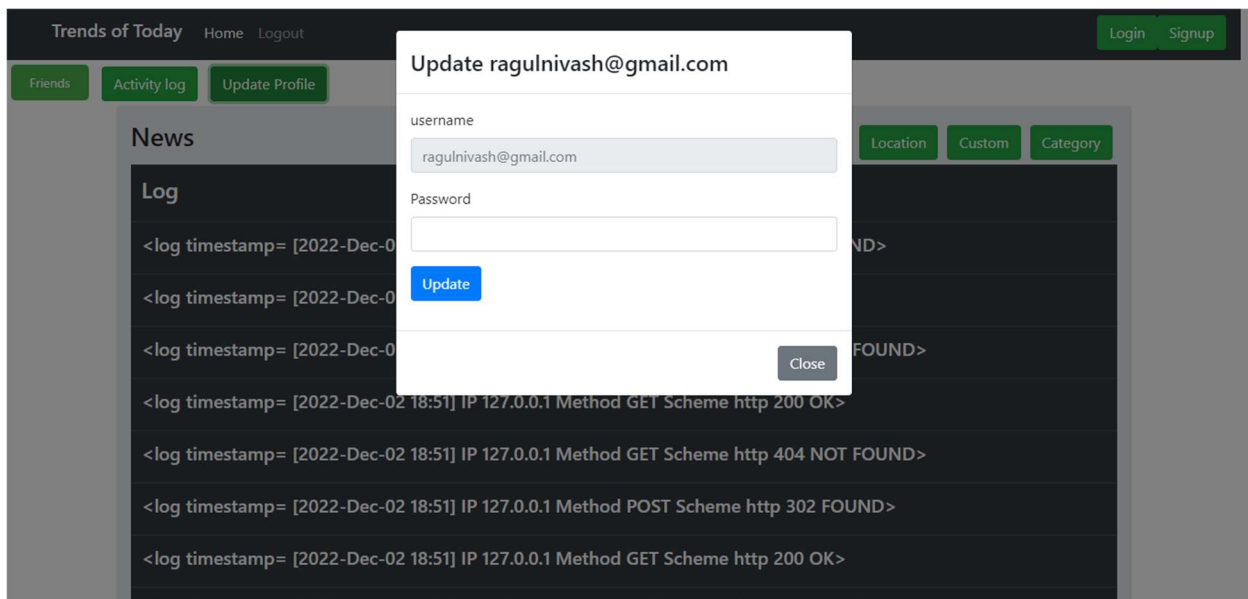 Trends of Today Home Logout Login Signup
Friends Activity log Update Profile
Update ragulnivash@gmail.com
username
ragulnivash@gmail.com
Password
Update
Close
News Location Custom Category
Log
<log timestamp= [2022-Dec-0 ND>
<log timestamp= [2022-Dec-0
<log timestamp= [2022-Dec-0 FOUND>
<log timestamp= [2022-Dec-02 18:51] IP 127.0.0.1 Method GET Scheme http 200 OK>
<log timestamp= [2022-Dec-02 18:51] IP 127.0.0.1 Method GET Scheme http 404 NOT FOUND>
<log timestamp= [2022-Dec-02 18:51] IP 127.0.0.1 Method POST Scheme http 302 FOUND>
<log timestamp= [2022-Dec-02 18:51] IP 127.0.0.1 Method GET Scheme http 200 OK>